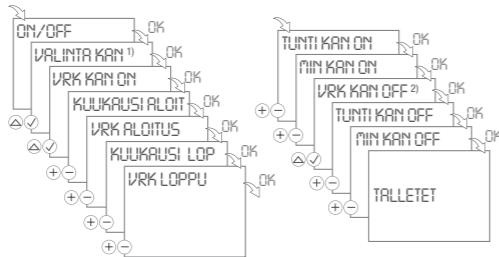 ON/OFF
OK
VALINTA KAN 1)
OK
VRK KAN ON
OK
KUUKAUSI ALOIT
OK
VRK ALOITUS
OK
KUUKAUSI LOP
OK
VRK LOPPU
OK
TUNTI KAN ON
OK
MIN KAN ON
OK
VRK KAN OFF 2)
OK
TUNTI KAN OFF
OK
MIN KAN OFF
OK
TALLETET